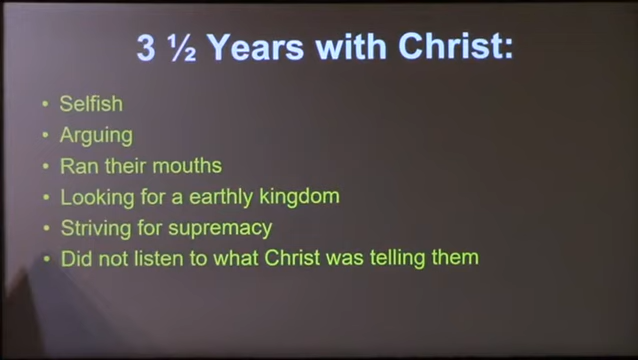 3 ½ Years with Christ:
• Selfish
• Arguing
• Ran their mouths
• Looking for a earthly kingdom
• Striving for supremacy
• Did not listen to what Christ was telling them